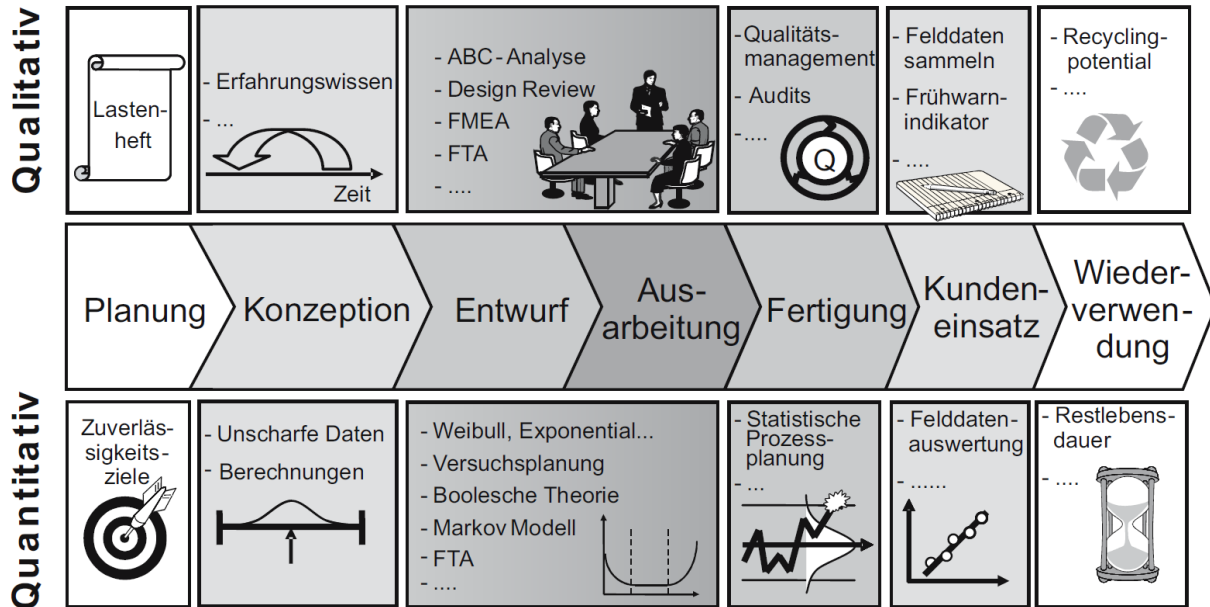 Qualitativ
Lasten-
heft
- Erfahrungswissen
- ...
Zeit
- ABC - Analyse
- Design Review
- FMEA
- FTA
- ....
- Qualitäts-
management
- Audits
- ....
Q
- Felddaten
sammeln
- Frühwarn-
indikator
- ....
- Recycling-
potential
- ....
Planung
Konzeption
Entwurf
Aus-
arbeitung
Fertigung
Kunden-
einsatz
Wieder-
verwen-
dung
Quantitativ
Zuverläs-
sigkeits-
ziele
- Unscharfe Daten
- Berechnungen
- Weibull, Exponential...
- Versuchsplanung
- Boolesche Theorie
- Markov Modell
- FTA
- ....
- Statistische
Prozess-
planung
- ...
- Felddaten-
auswertung
- ......
- Restlebens-
dauer
- ....